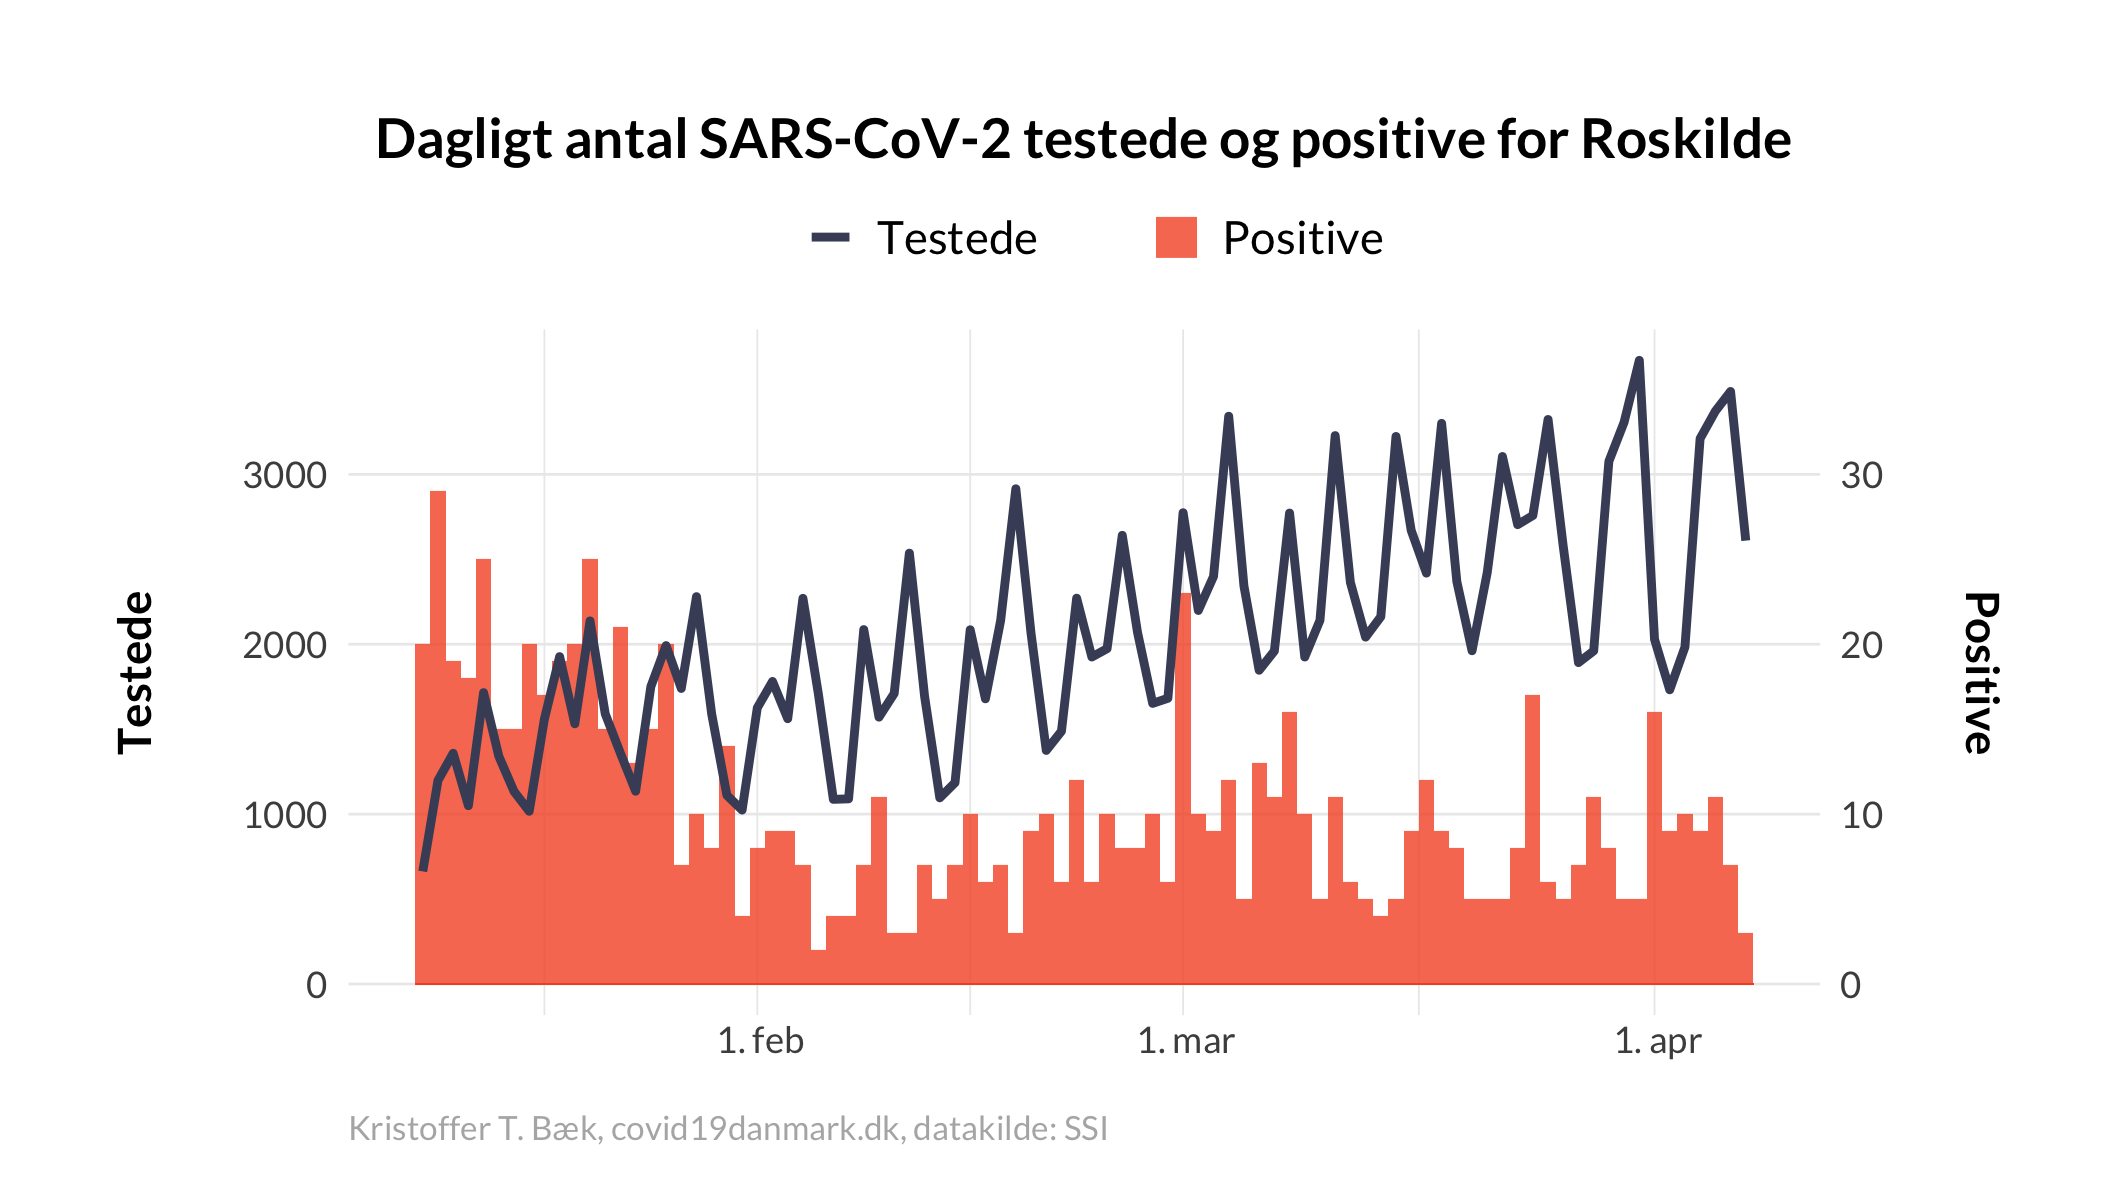 Dagligt antal SARS-CoV-2 testede og positive for Roskilde
Testede
Positive
3000
2000
1000
0
30
20
10
0
Testede
Positive
1. feb
1. mar
1. apr
Kristoffer T. Bæk, covid19danmark.dk, datakilde: SSI